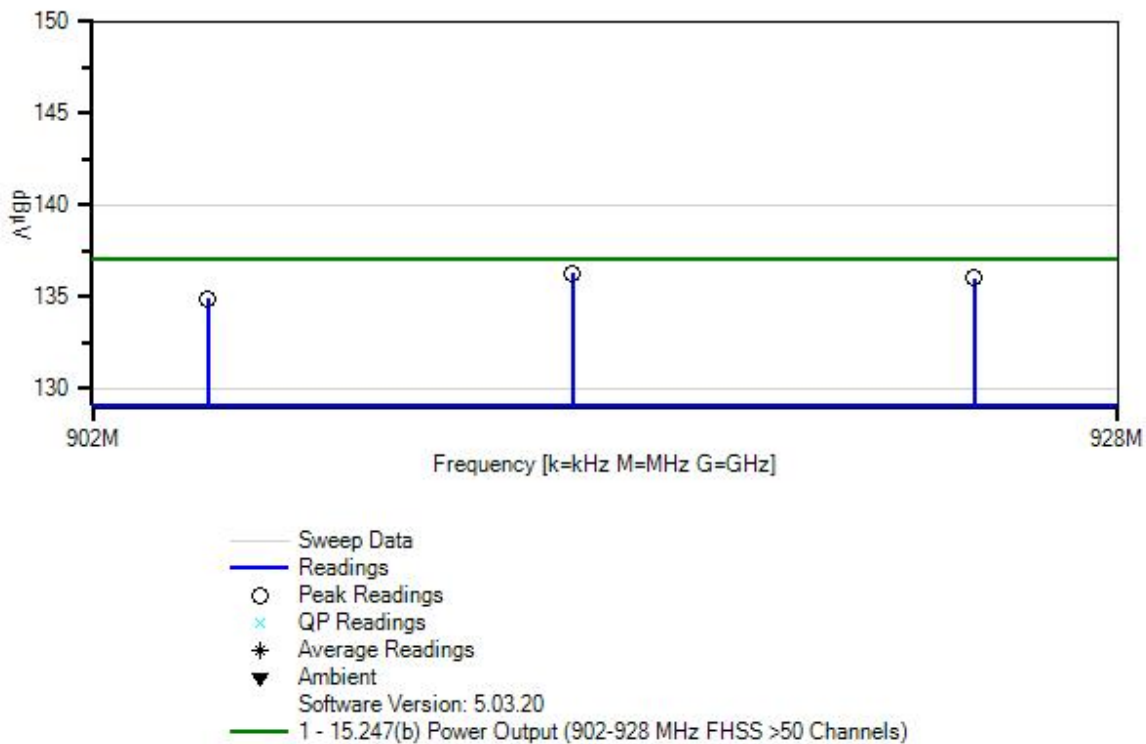 150
145
140
135
130
dBµV
902M
928M
Frequency [k=kHz M=MHz G=GHz]
Sweep Data
Readings
Peak Readings
QP Readings
Average Readings
Ambient
Software Version: 5.03.20
1 - 15.247(b) Power Output (902-928 MHz FHSS >50 Channels)